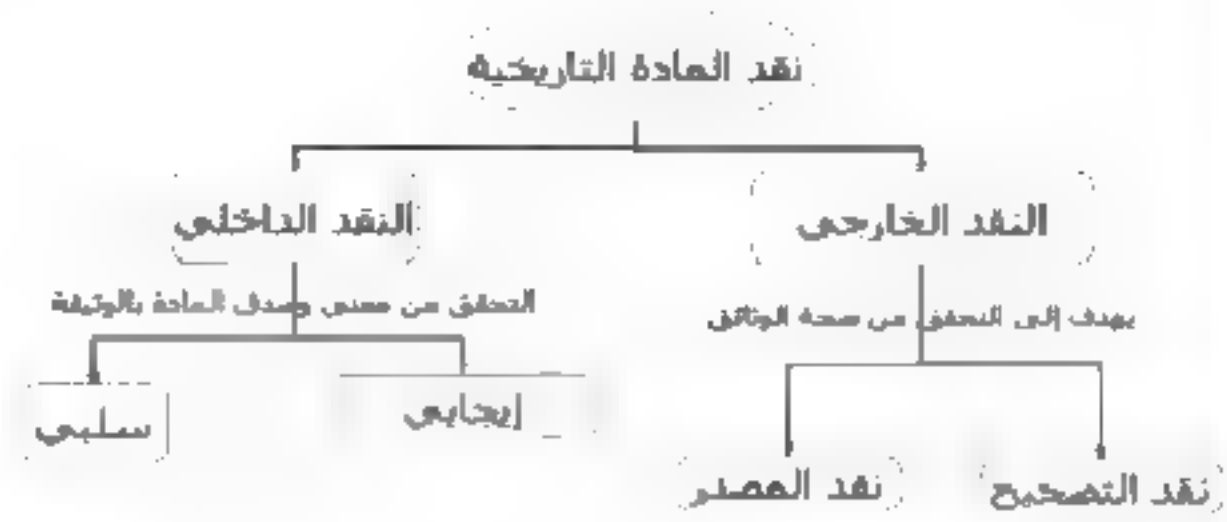 نقد المادة التاريخية
النقد الخارجي
النقد الداخلي
يهدف إلى التحقق من صحة الوثائق
التحقق من معنى وصدق المادة بالوثيقة
نقد التصحيح
نقد المصدر
إيجابي
سلبي